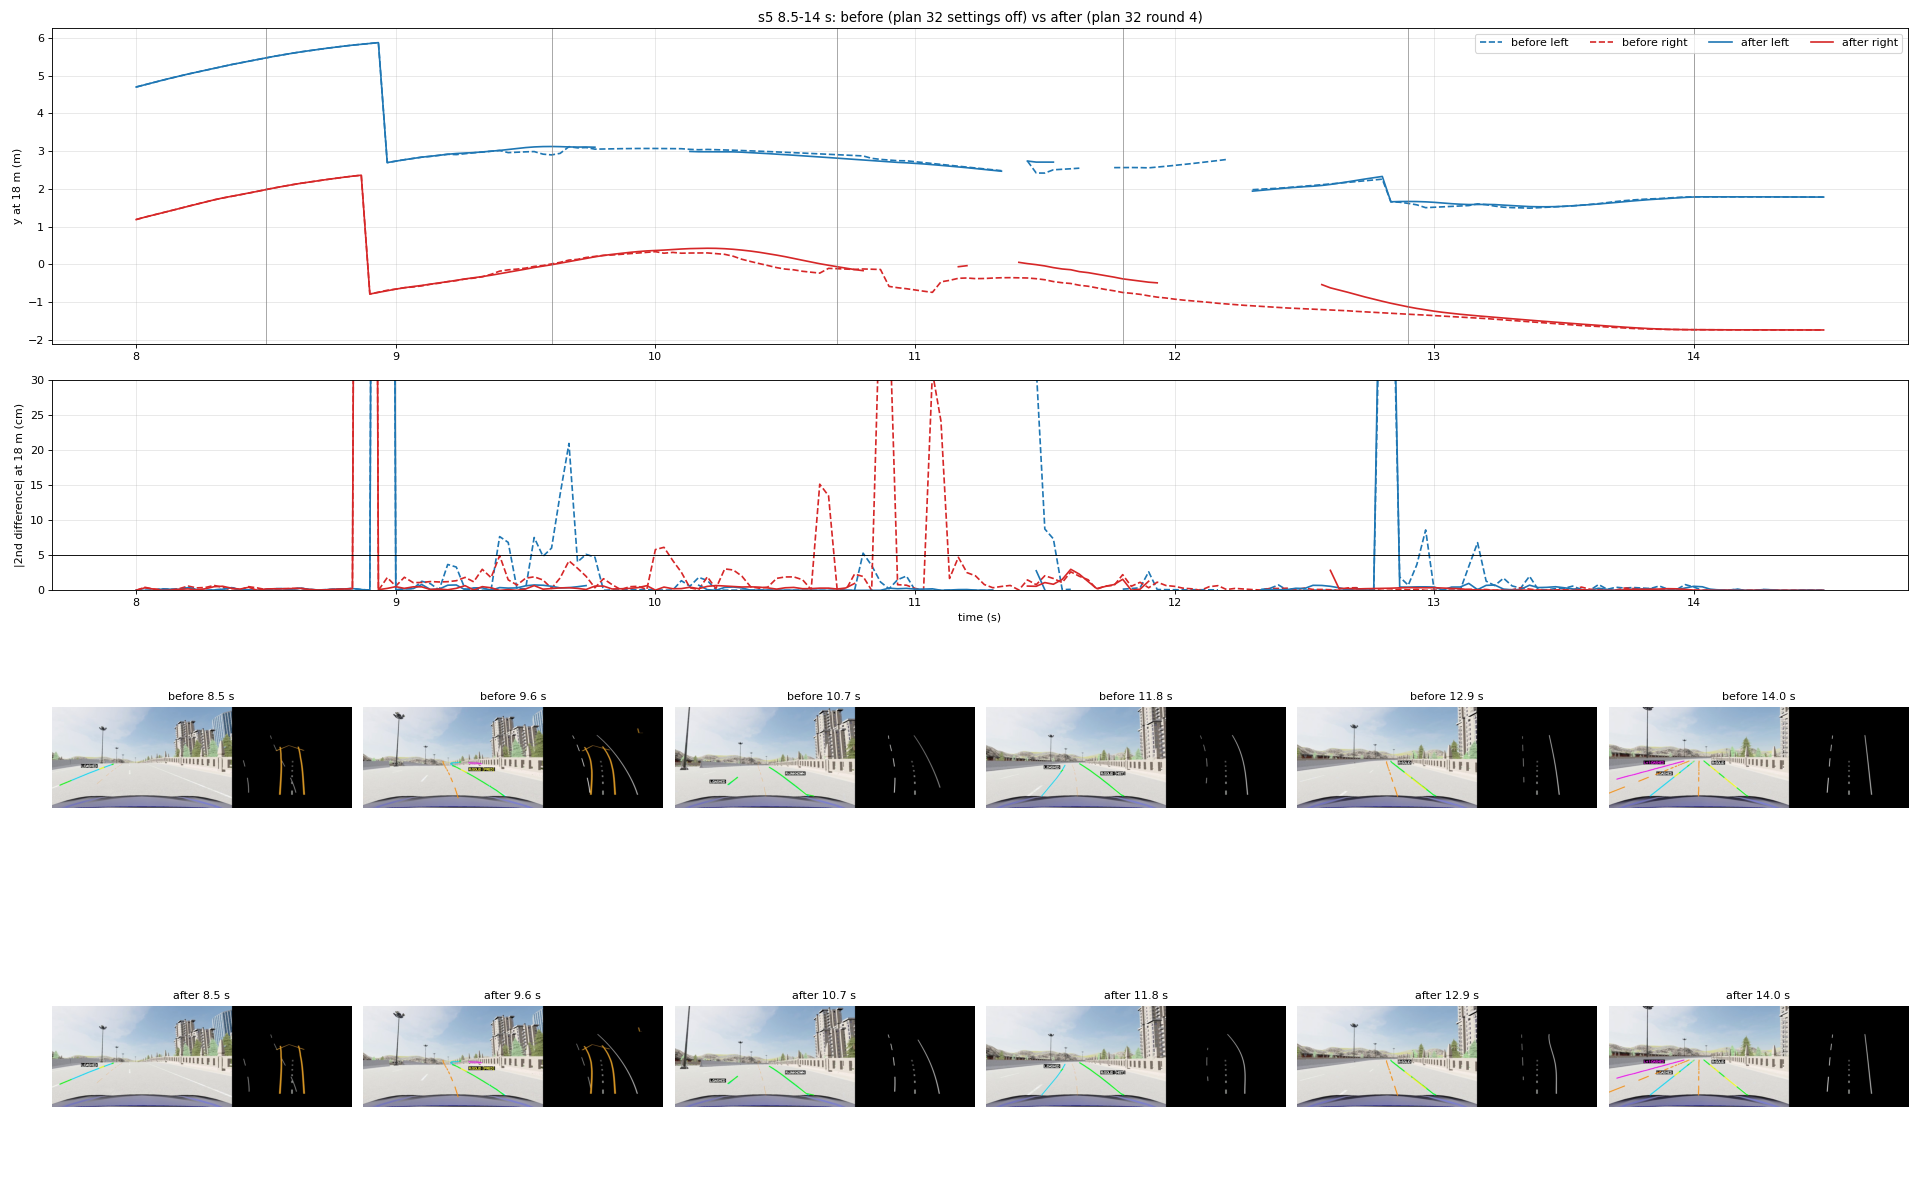 s5 8.5-14 s: before (plan 32 settings off) vs after (plan 32 round 4)
before left
before right
after left
after right
y at 18 m (m)
6
5
4
3
2
1
0
−1
−2
8
9
10
11
12
13
14
|2nd difference| at 18 m (cm)
30
25
20
15
10
5
0
8
9
10
11
12
13
14
time (s)
before 8.5 s
before 9.6 s
before 10.7 s
before 11.8 s
before 12.9 s
before 14.0 s
after 8.5 s
after 9.6 s
after 10.7 s
after 11.8 s
after 12.9 s
after 14.0 s